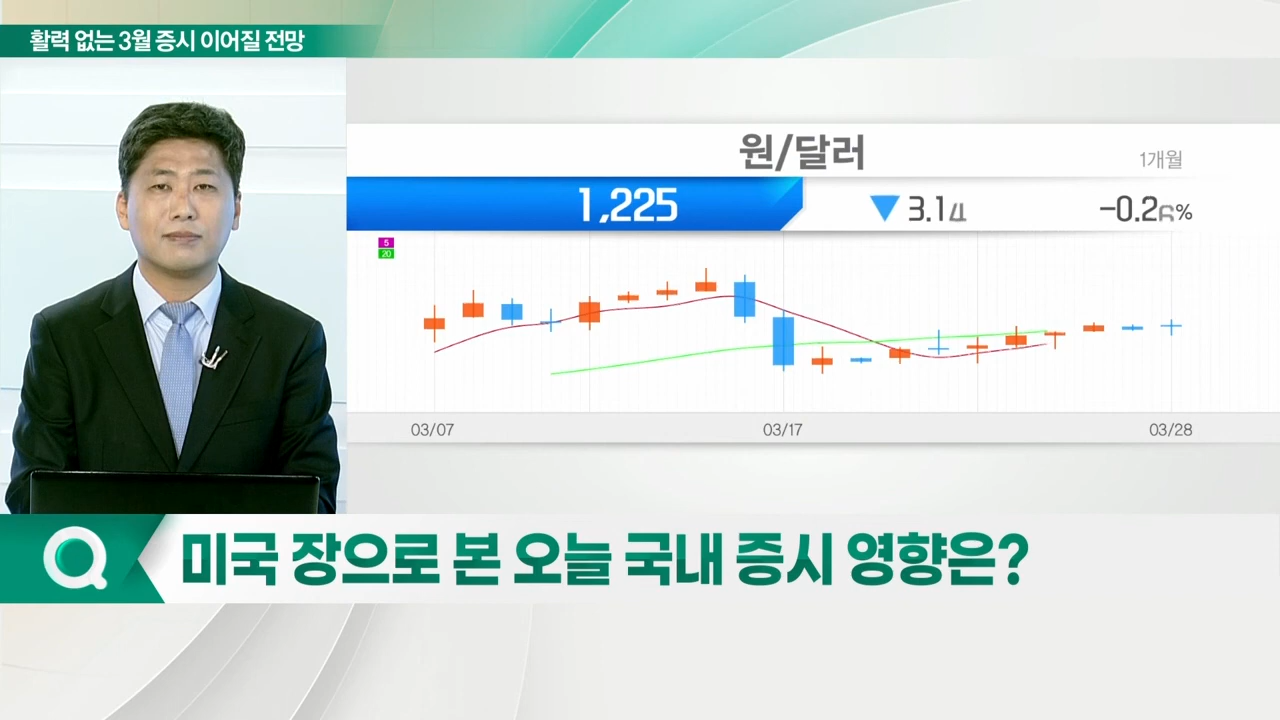 활력 없는 3월 증시 이어질 전망
원/달러
1개월
1,225
▼ 3.14
-0.26%
5
20
03/07
03/17
03/28
Q
미국 장으로 본 오늘 국내 증시 영향은?